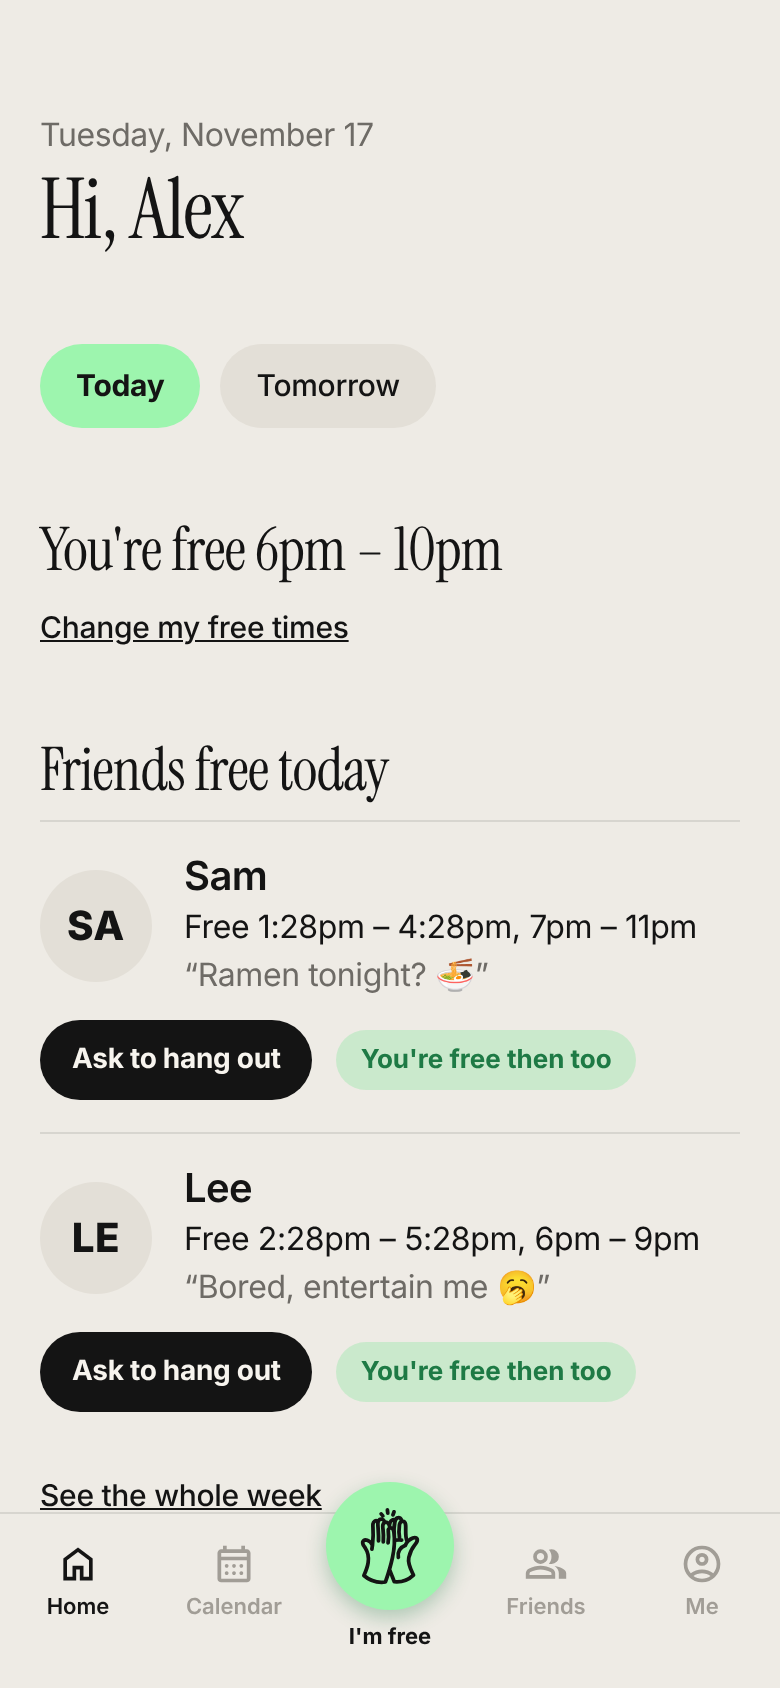 Tuesday, November 17
Hi, Alex
Today
Tomorrow
You're free 6pm – 10pm
Change my free times
Friends free today
SA
Sam
Free 1:28pm – 4:28pm, 7pm – 11pm
“Ramen tonight? 🍜”
Ask to hang out
You're free then too
LE
Lee
Free 2:28pm – 5:28pm, 6pm – 9pm
“Bored, entertain me 🥱”
Ask to hang out
You're free then too
See the whole week
Home
Calendar
I'm free
Friends
Me